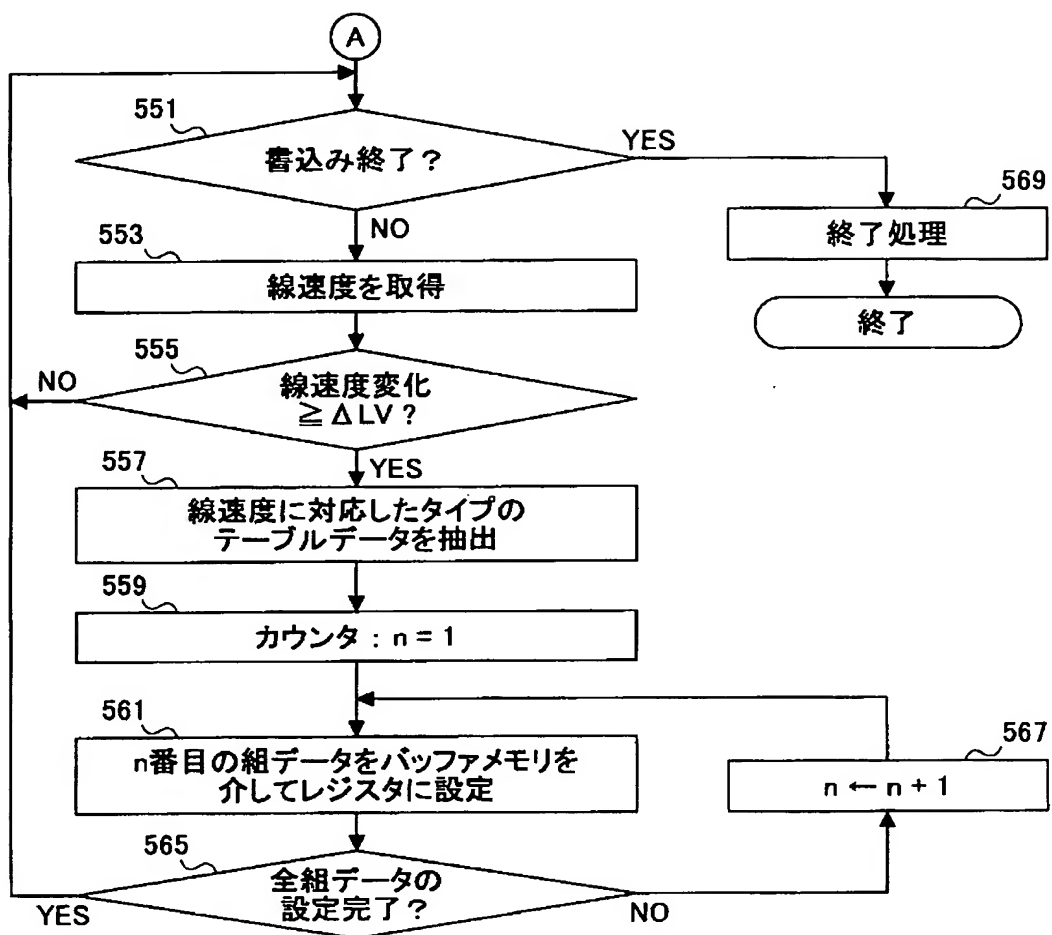 A
551
書込み終了？
YES
NO
569
終了処理
終了
553
線速度を取得
555
線速度変化
≧ΔLV？
NO
YES
557
線速度に対応したタイプの
テーブルデータを抽出
559
カウンタ：n = 1
561
n番目の組データをバッファメモリを
介してレジスタに設定
567
n ← n + 1
565
全組データの
設定完了？
YES
NO